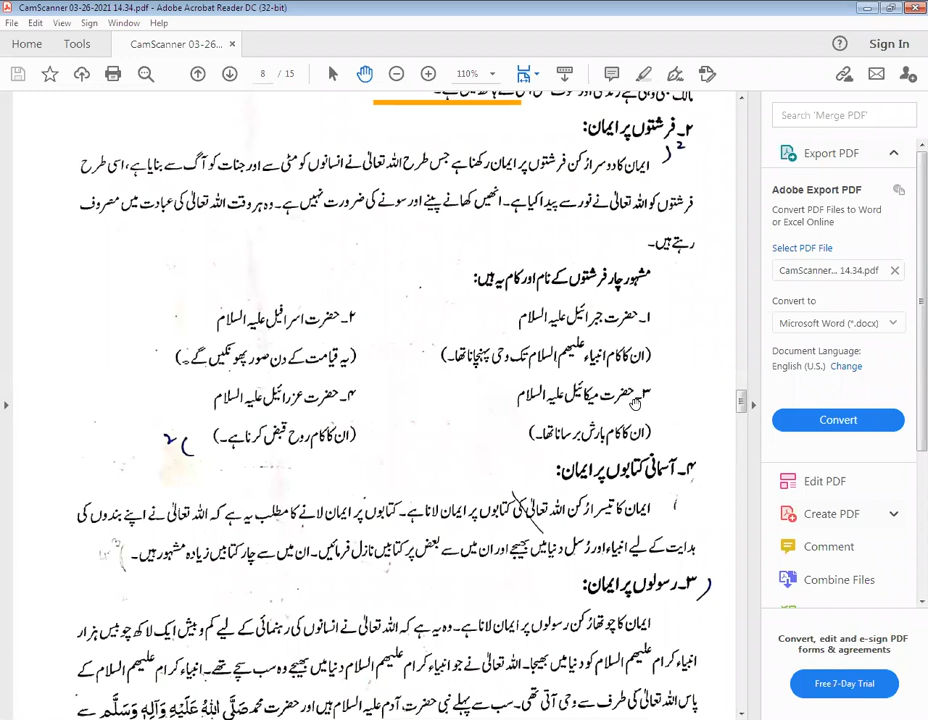 CamScanner 03-26-2021 14.34.pdf - Adobe Acrobat Reader DC (32-bit)
File Edit View Sign Window Help
Home Tools CamScanner 03-26... × Sign In
8 / 15 110%
۲۔ فرشتوں پر ایمان:
ایمان کا دوسرا رُکن فرشتوں پر ایمان رکھنا ہے جس طرح اللہ تعالیٰ نے انسانوں کو مٹی سے اور جنات کو آگ سے بنایا ہے، اسی طرح
فرشتوں کو اللہ تعالیٰ نے نور سے پیدا کیا ہے۔ انھیں کھانے پینے اور سونے کی ضرورت نہیں ہے۔ وہ ہر وقت اللہ تعالیٰ کی عبادت میں مصروف
رہتے ہیں۔
مشہور چار فرشتوں کے نام اور کام یہ ہیں:
۱۔ حضرت جبرائیل علیہ السلام ۲۔ حضرت اسرافیل علیہ السلام
(ان کا کام انبیاء علیھم السلام تک وحی پہنچانا تھا۔) (یہ قیامت کے دن صور پھونکیں گے۔)
۳۔ حضرت میکائیل علیہ السلام ۴۔ حضرت عزرائیل علیہ السلام
(ان کا کام بارش برسانا تھا۔) (ان کا کام روح قبض کرنا ہے۔)
۴۔ آسمانی کتابوں پر ایمان:
ایمان کا تیسرا رُکن اللہ تعالیٰ کی کتابوں پر ایمان لانا ہے۔ کتابوں پر ایمان لانے کا مطلب یہ ہے کہ اللہ تعالیٰ نے اپنے بندوں کی
ہدایت کے لیے انبیاء اور رُسل دنیا میں بھیجے اور ان میں سے بعض پر کتابیں نازل فرمائیں۔ ان میں سے چار کتابیں زیادہ مشہور ہیں۔
۳۔ رسولوں پر ایمان:
ایمان کا چوتھا رُکن رسولوں پر ایمان لانا ہے۔ وہ یہ ہے کہ اللہ تعالیٰ نے انسانوں کی رہنمائی کے لیے کم و بیش ایک لاکھ چوبیس ہزار
انبیاء کرام علیھم السلام کو دنیا میں بھیجا۔ اللہ تعالیٰ نے جو انبیاء کرام علیھم السلام دنیا میں بھیجے وہ سب سچے تھے۔ انبیاء کرام علیھم السلام کے
پاس اللہ تعالیٰ کی طرف سے وحی آتی تھی۔ سب سے پہلے نبی حضرت آدم علیہ السلام ہیں اور حضرت محمد صَلَّی اللهُ عَلَیْهِ وَآلِهٖ وَسَلَّم سے
Search 'Merge PDF'
Export PDF
Adobe Export PDF
Convert PDF Files to Word
or Excel Online
Select PDF File
CamScanner... 14.34.pdf ×
Convert to
Microsoft Word (*.docx)
Document Language:
English (U.S.) Change
Convert
Edit PDF
Create PDF
Comment
Combine Files
Convert, edit and e-sign PDF
forms & agreements
Free 7-Day Trial